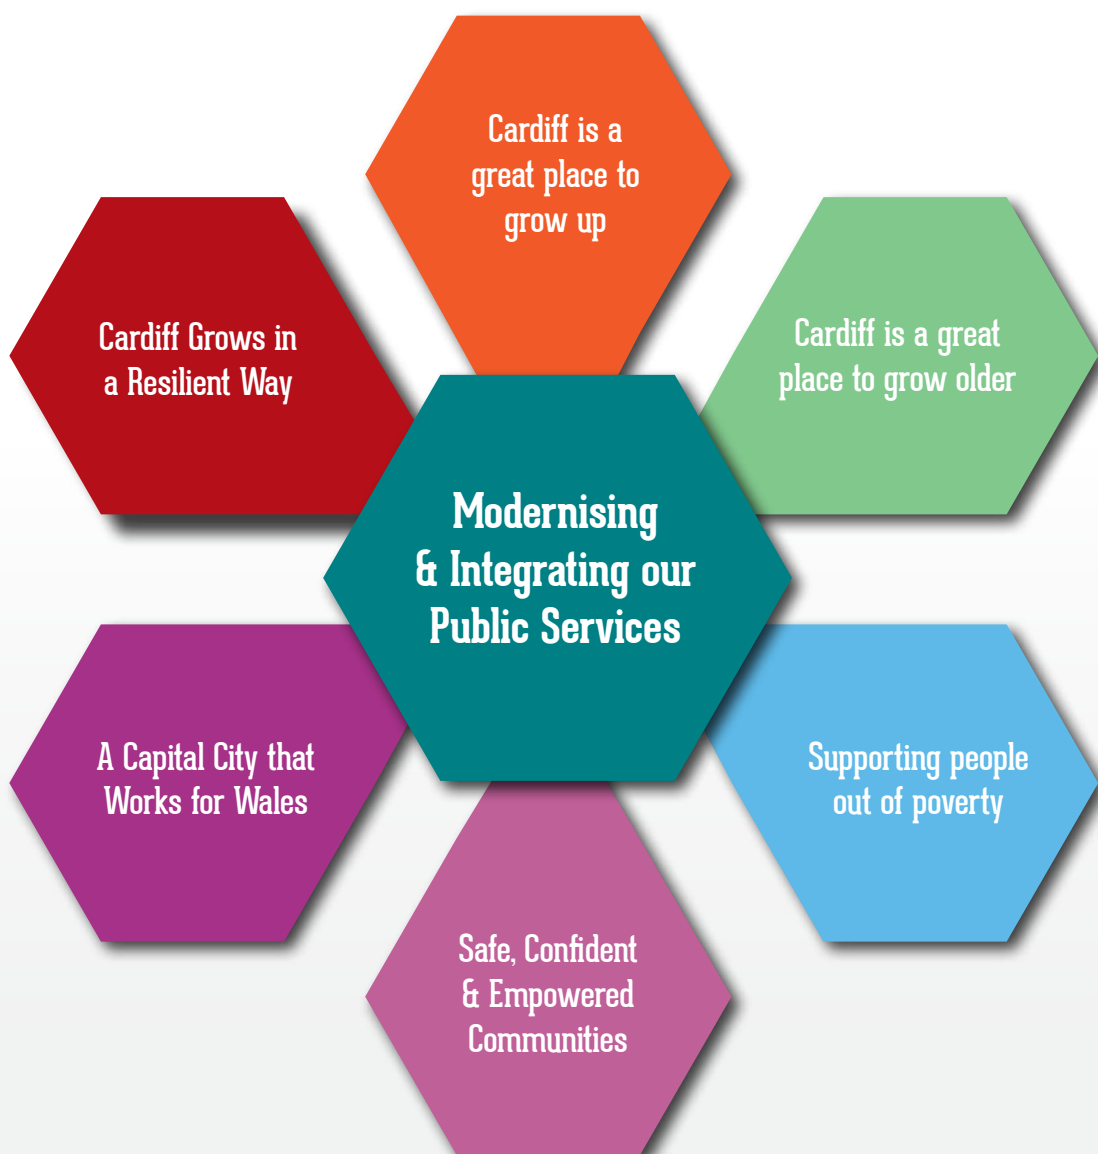 Cardiff is a
great place to
grow up
Cardiff Grows in
a Resilient Way
Cardiff is a great
place to grow older
Modernising
& Integrating our
Public Services
A Capital City that
Works for Wales
Supporting people
out of poverty
Safe, Confident
& Empowered
Communities